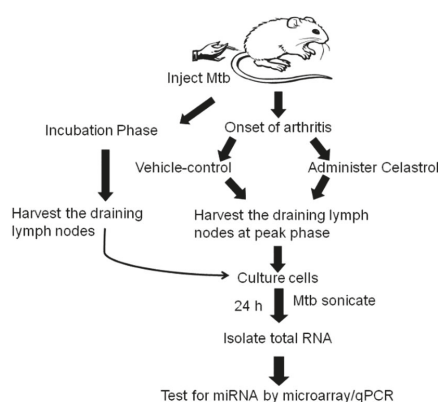 Inject Mtb
Incubation Phase
Onset of arthritis
Vehicle-control
Administer Celastrol
Harvest the draining
lymph nodes
Harvest the draining lymph
nodes at peak phase
Culture cells
24 h
Mtb sonicate
Isolate total RNA
Test for miRNA by microarray/qPCR